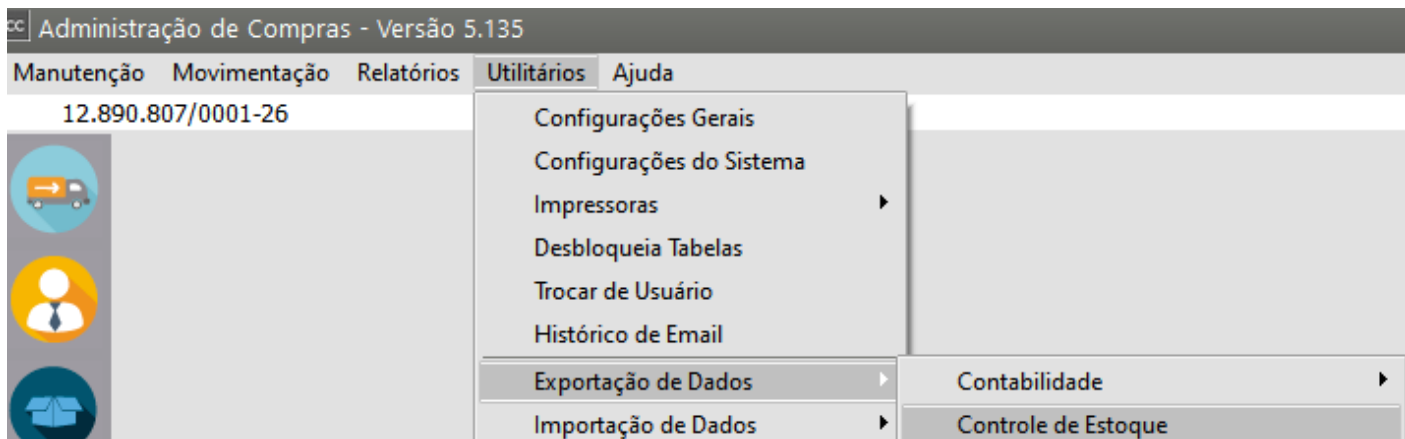 CC Administração de Compras - Versão 5.135
Manutenção Movimentação Relatórios Utilitários Ajuda
12.890.807/0001-26
Configurações Gerais
Configurações do Sistema
Impressoras
Desbloqueia Tabelas
Trocar de Usuário
Histórico de Email
Exportação de Dados
Importação de Dados
Contabilidade
Controle de Estoque